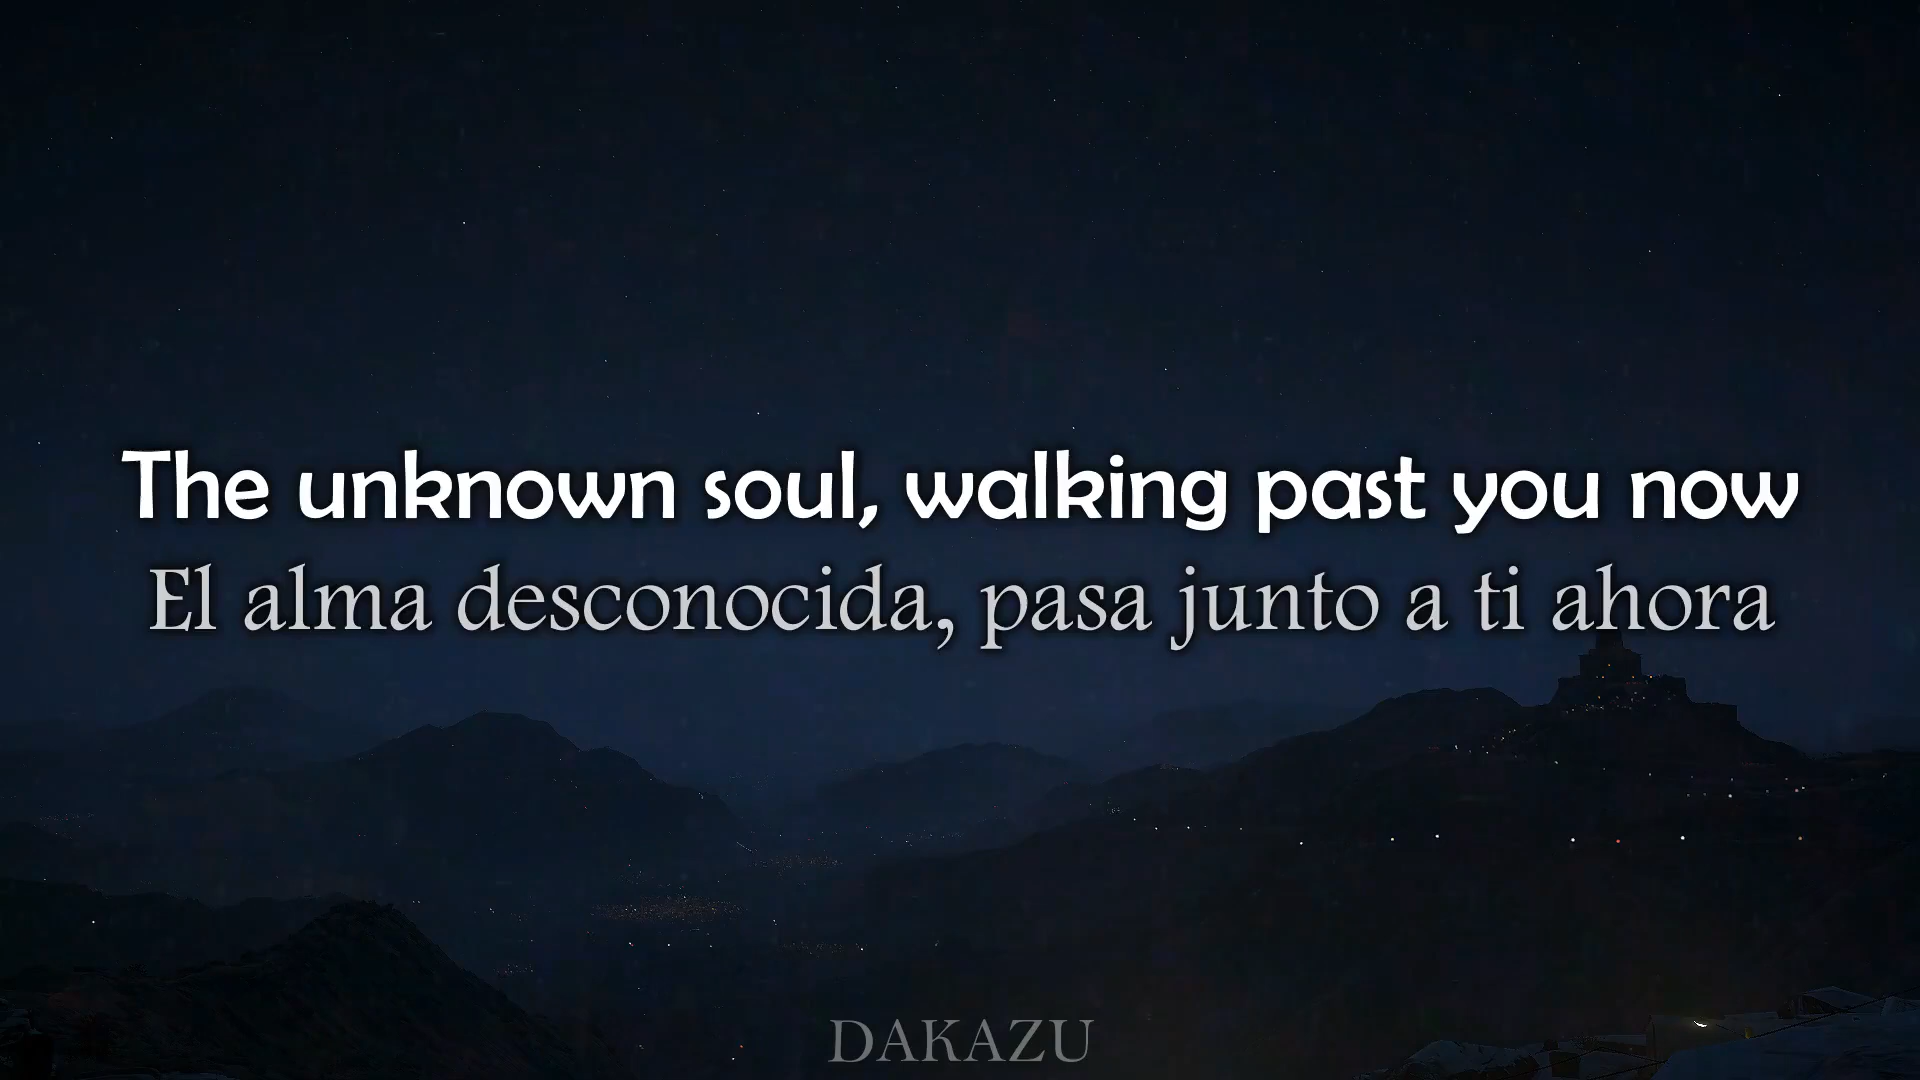 The unknown soul, walking past you now
El alma desconocida, pasa junto a ti ahora
DAKAZU